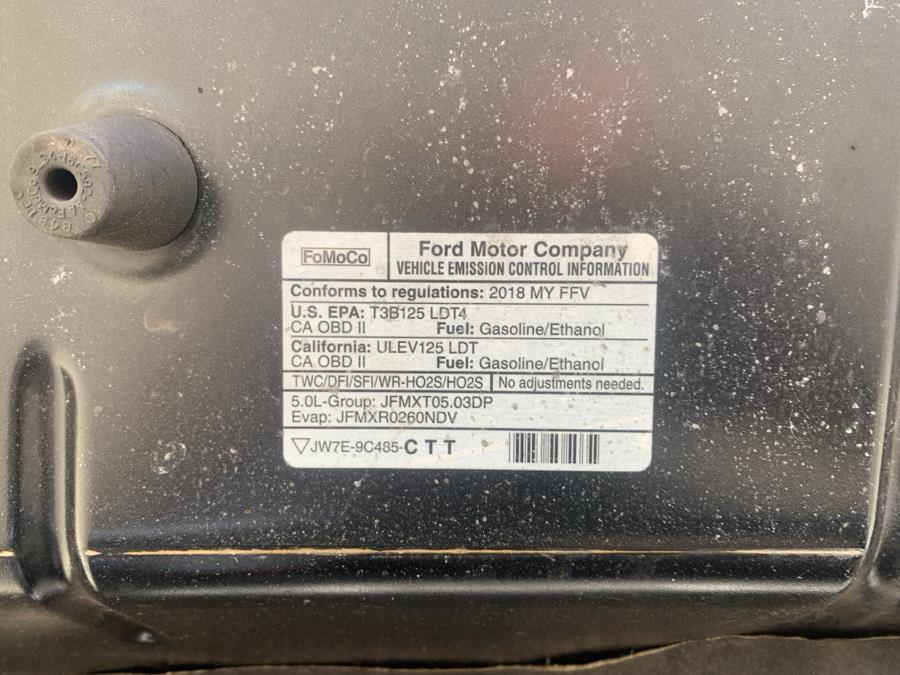 FoMoCo
Ford Motor Company
VEHICLE EMISSION CONTROL INFORMATION
Conforms to regulations: 2018 MY FFV
U.S. EPA: T3B125 LDT4
CA OBD II Fuel: Gasoline/Ethanol
California: ULEV125 LDT
CA OBD II Fuel: Gasoline/Ethanol
TWC/DFI/SFI/WR-HO2S/HO2S No adjustments needed.
5.0L-Group: JFMXT05.03DP
Evap: JFMXR0260NDV
JW7E-9C485-CTT